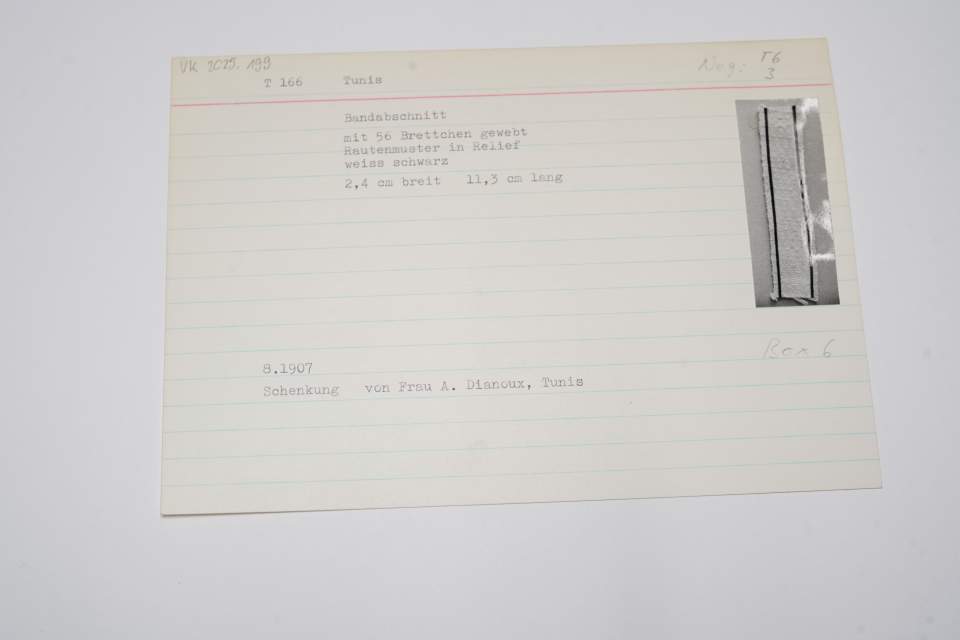 VK 2025.199
T 166 Tunis Neg: T6
3
Bandabschnitt
mit 56 Brettchen gewebt
Rautenmuster in Relief
weiss schwarz
2,4 cm breit 11,3 cm lang
Box 6
8.1907
Schenkung von Frau A. Dianoux, Tunis